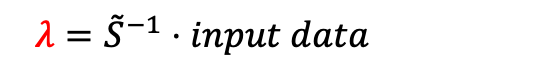 λ = S̃⁻¹ · input data